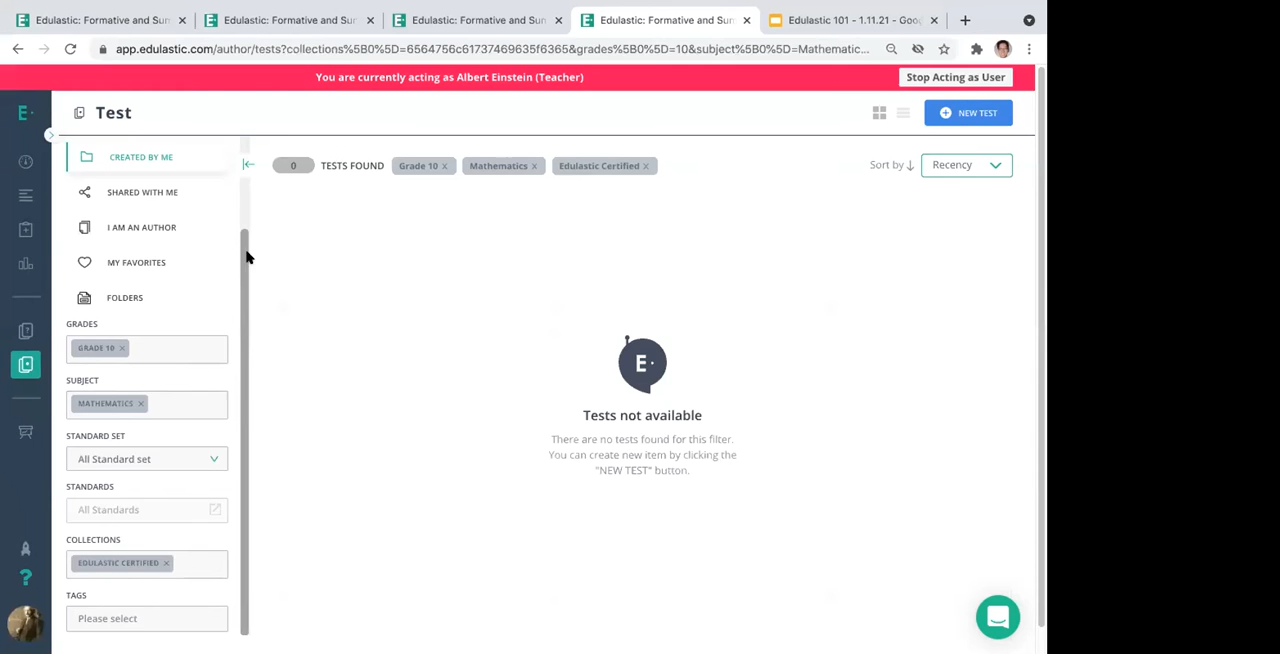 Edulastic: Formative and Sum
Edulastic: Formative and Sum
Edulastic: Formative and Sum
Edulastic: Formative and Sum
Edulastic 101 - 1.11.21 - Goo
app.edulastic.com/author/tests?collections%5B0%5D=6564756c61737469635f6365&grades%5B0%5D=10&subject%5B0%5D=Mathematic...
You are currently acting as Albert Einstein (Teacher)
Stop Acting as User
E
Test
NEW TEST
CREATED BY ME
0 TESTS FOUND Grade 10 x Mathematics x Edulastic Certified x
Sort by Recency
SHARED WITH ME
I AM AN AUTHOR
MY FAVORITES
FOLDERS
GRADES
GRADE 10 x
SUBJECT
MATHEMATICS x
STANDARD SET
All Standard set
STANDARDS
All Standards
COLLECTIONS
EDULASTIC CERTIFIED x
TAGS
Please select
E
Tests not available
There are no tests found for this filter.
You can create new item by clicking the
"NEW TEST" button.
?